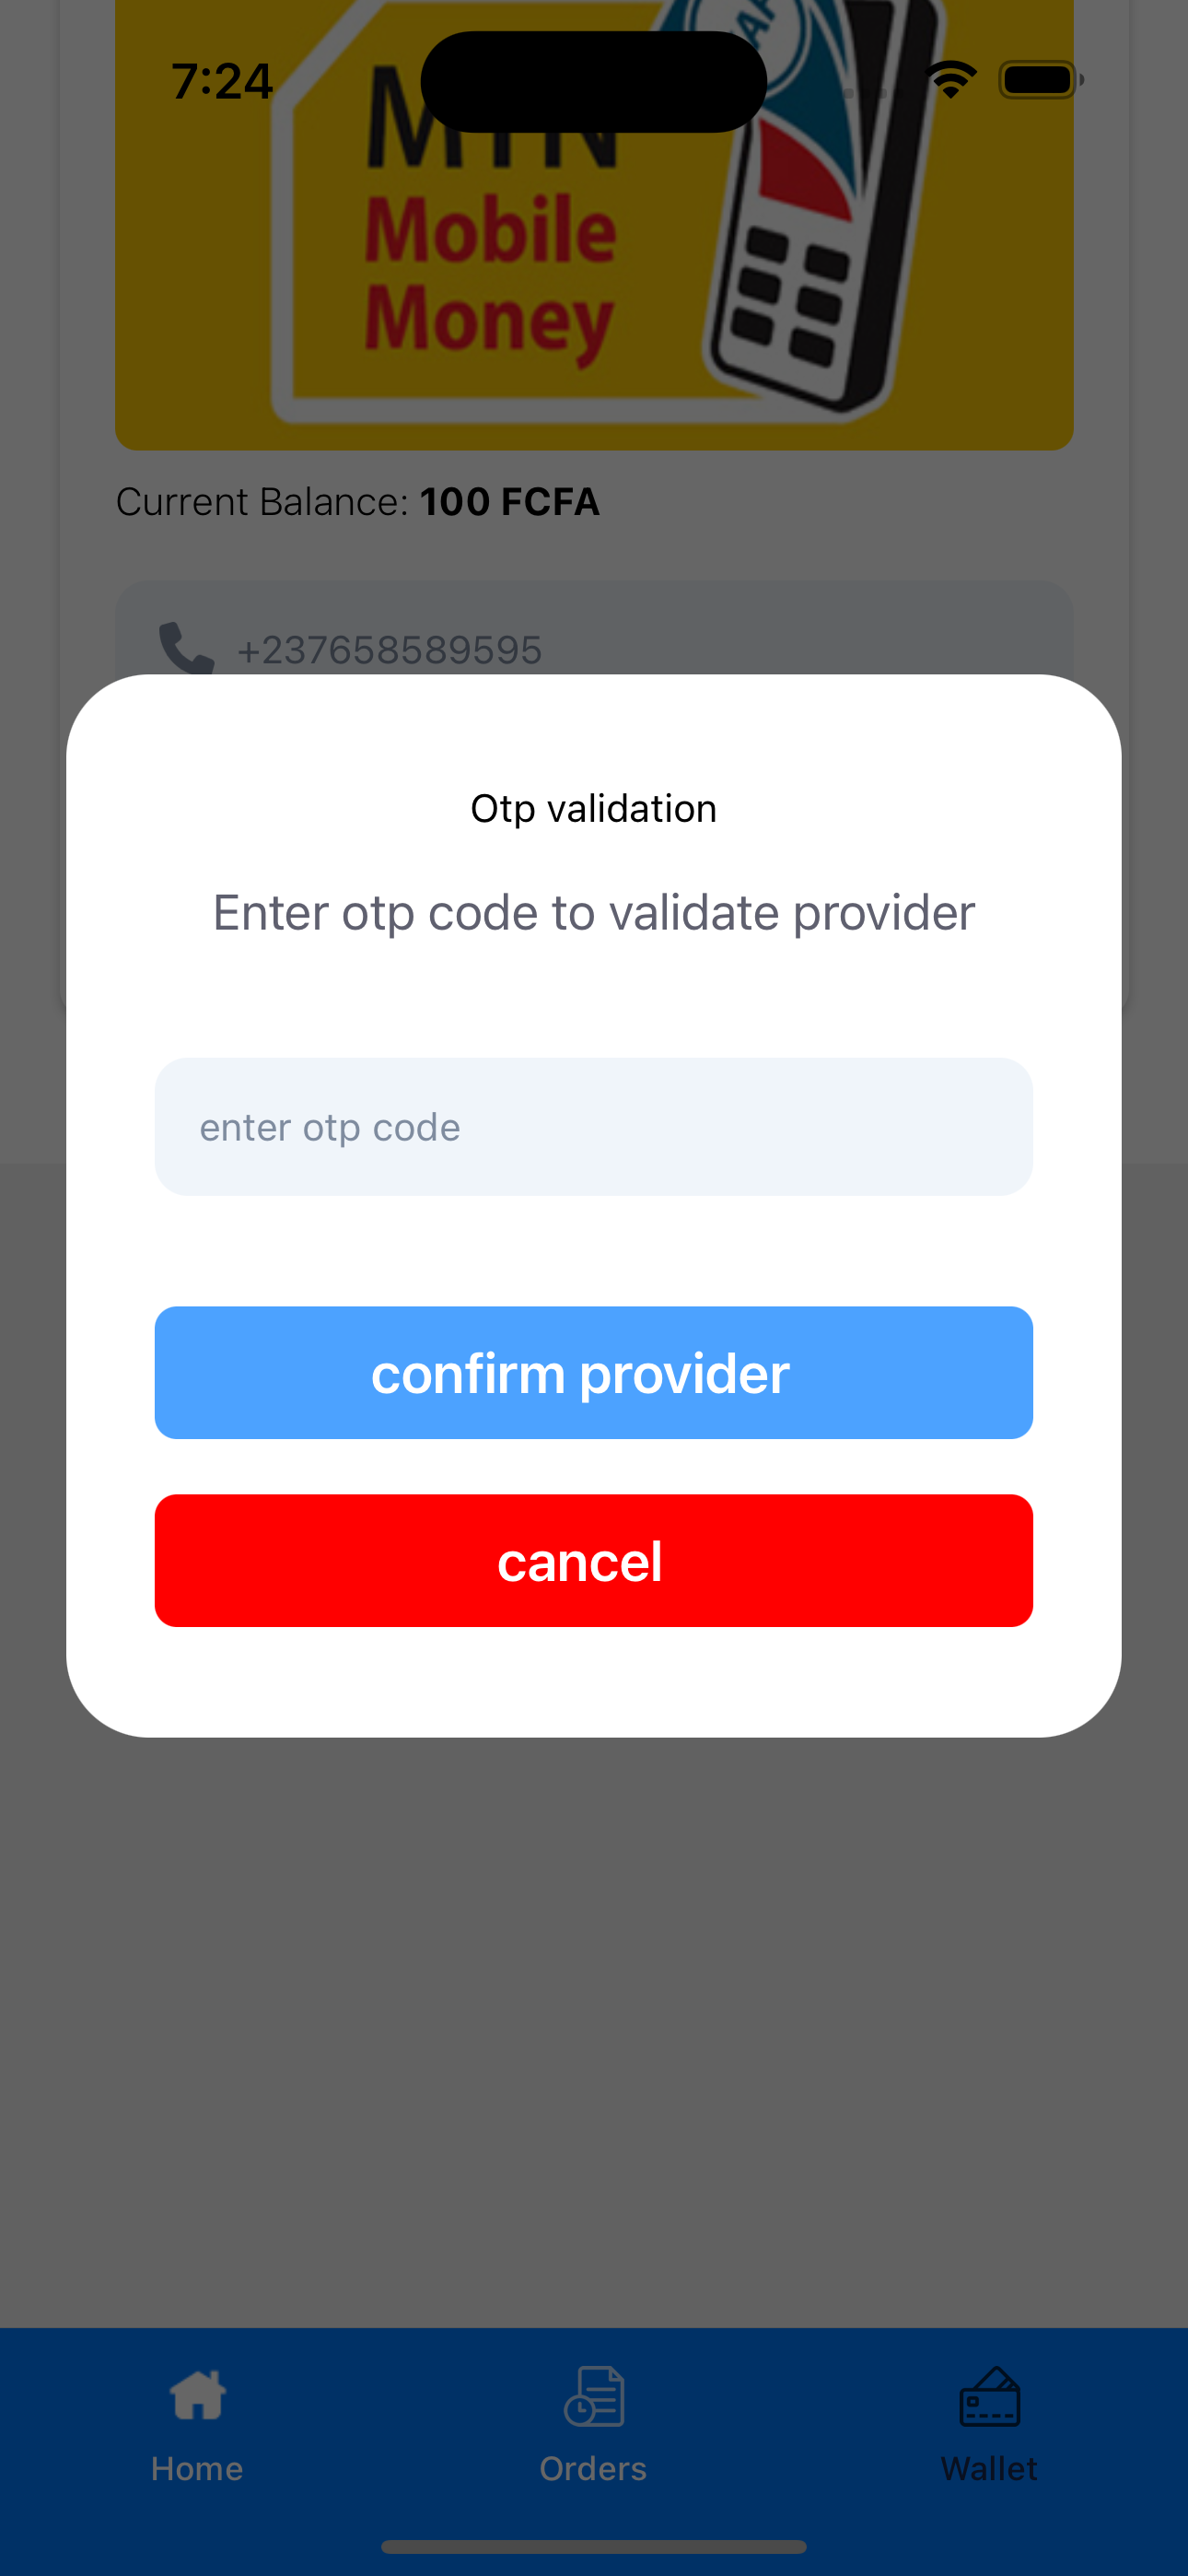 7:24
MTN
Mobile
Money
Current Balance: 100 FCFA
+237658589595
Otp validation
Enter otp code to validate provider
enter otp code
confirm provider
cancel
Home
Orders
Wallet